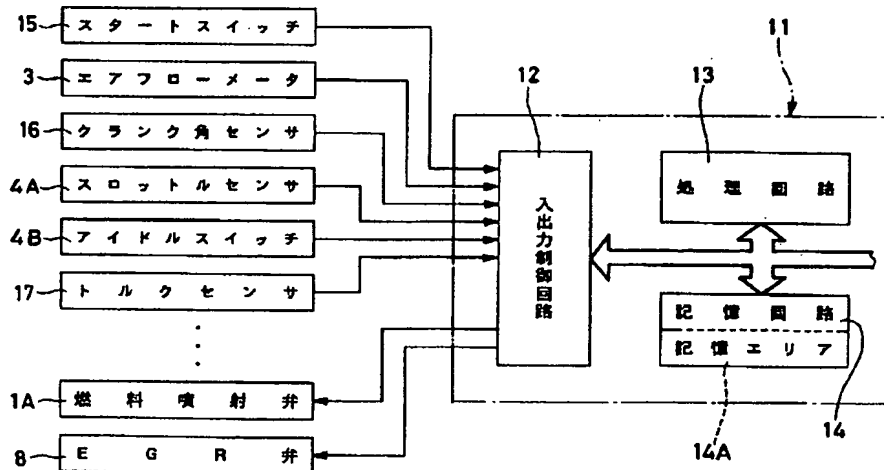 15 スタートスイッチ
3 エアフローメータ
16 クランク角センサ
4A スロットルセンサ
4B アイドルスイッチ
17 トルクセンサ
1A 燃料噴射弁
8 EGR弁
12
入出力制御回路
11
13
処理回路
記憶回路
記憶エリア
14
14A